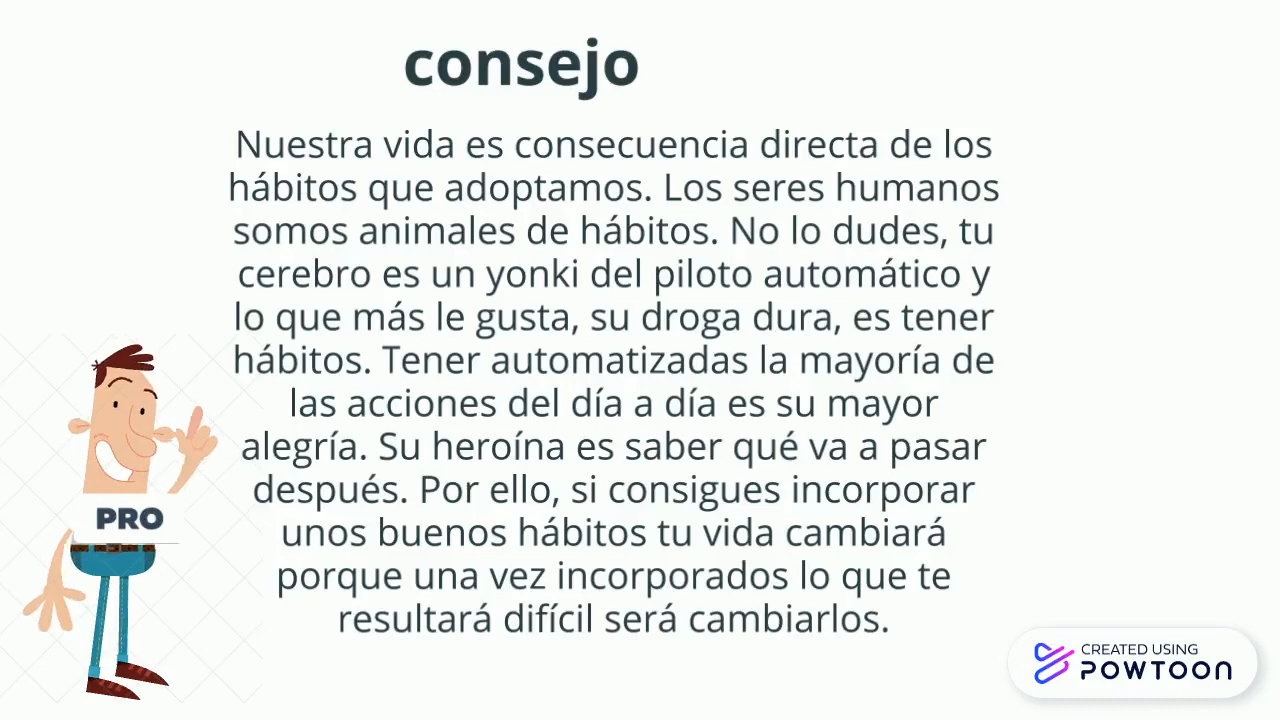 consejo
Nuestra vida es consecuencia directa de los
hábitos que adoptamos. Los seres humanos
somos animales de hábitos. No lo dudes, tu
cerebro es un yonki del piloto automático y
lo que más le gusta, su droga dura, es tener
hábitos. Tener automatizadas la mayoría de
las acciones del día a día es su mayor
alegría. Su heroína es saber qué va a pasar
después. Por ello, si consigues incorporar
unos buenos hábitos tu vida cambiará
porque una vez incorporados lo que te
resultará difícil será cambiarlos.
PRO
CREATED USING
POWTOON